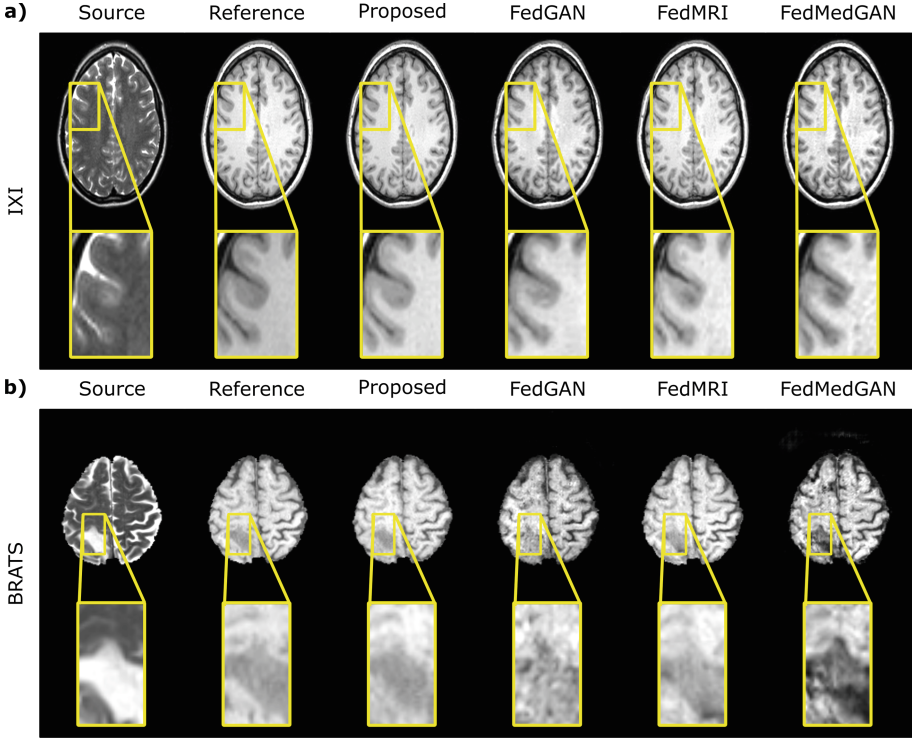 a) Source Reference Proposed FedGAN FedMRI FedMedGAN
IXI
b) Source Reference Proposed FedGAN FedMRI FedMedGAN
BRATS